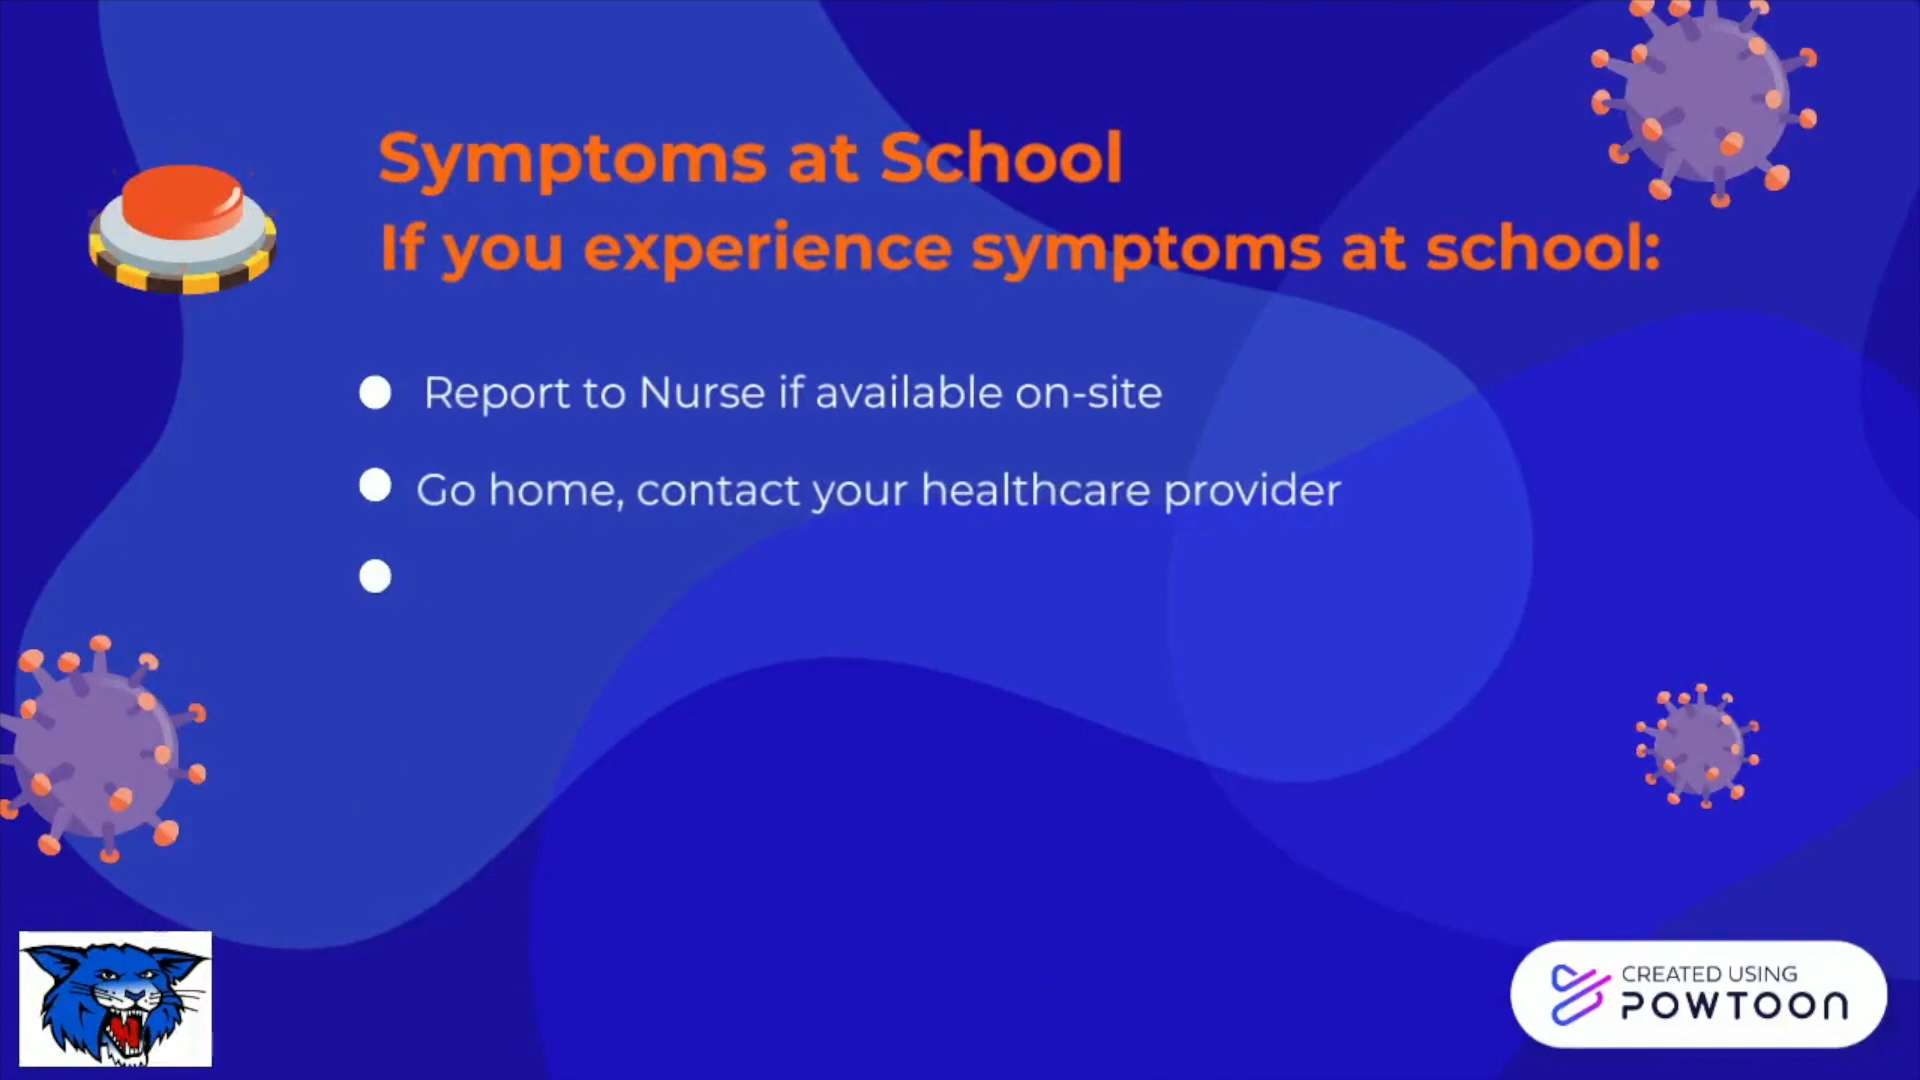 Symptoms at School
If you experience symptoms at school:
Report to Nurse if available on-site
Go home, contact your healthcare provider
CREATED USING
POWTOON